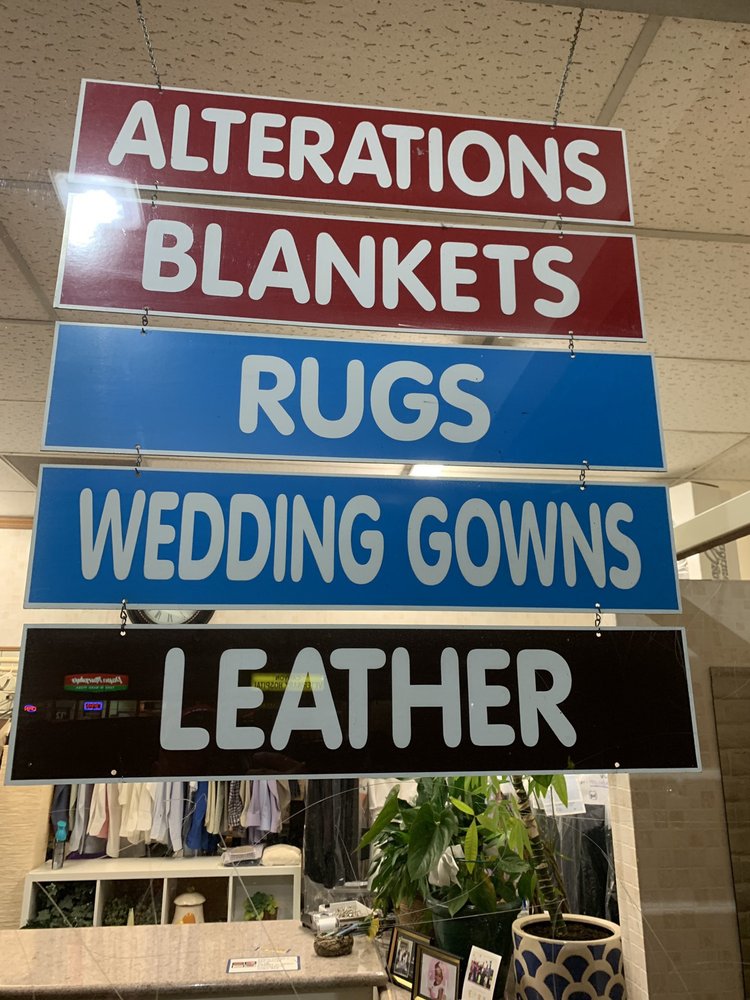 ALTERATIONS
BLANKETS
RUGS
WEDDING GOWNS
LEATHER